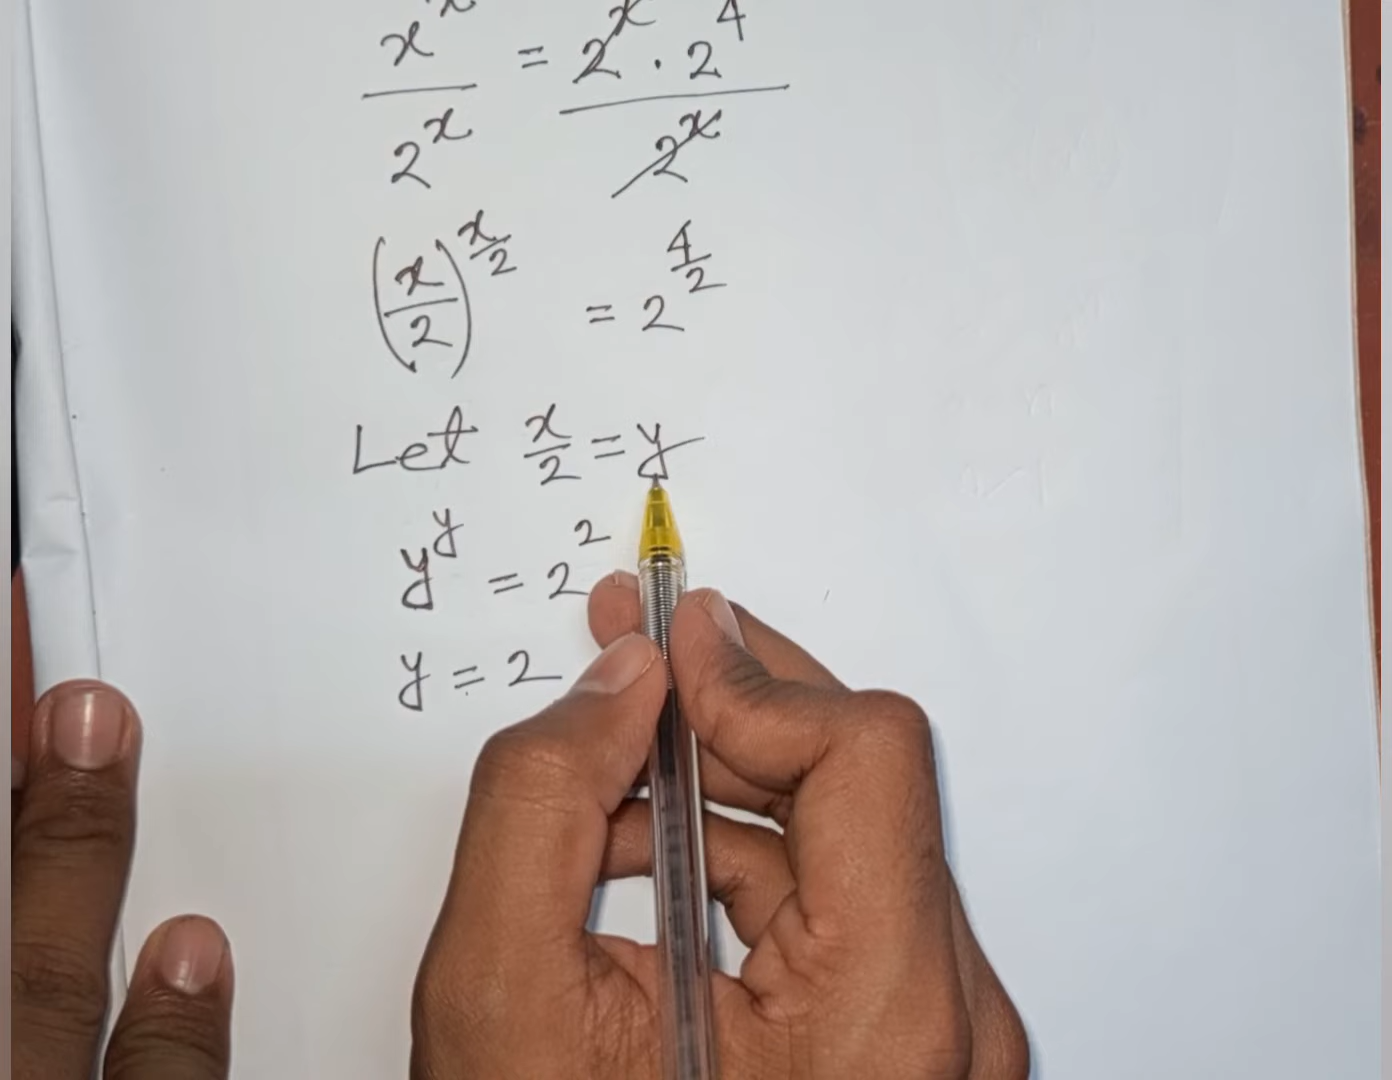 x^x / 2^x = 2^x · 2^4 / 2^x
(x/2)^(x/2) = 2^(4/2)
Let x/2 = y
y^y = 2^2
y = 2